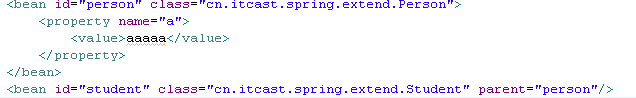 <bean id="person" class="cn.itcast.spring.extend.Person">
<property name="a">
<value>aaaaa</value>
</property>
</bean>
<bean id="student" class="cn.itcast.spring.extend.Student" parent="person"/>